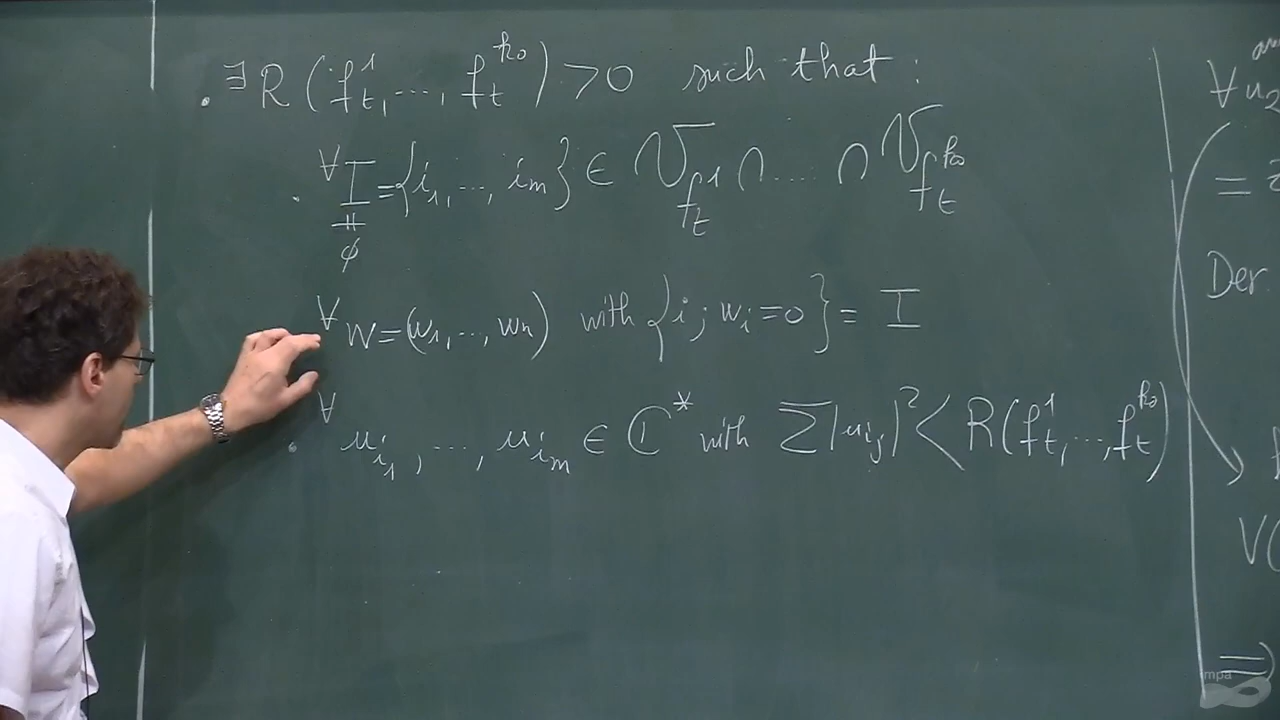 . ∃ R (f_t^1, ..., f_t^{k_0}) > 0 such that :
. ∀ I = {i_1, ..., i_m} ∈ 𝒱_{f_t^1} ∩ .... ∩ 𝒱_{f_t^{k_0}}
≠
φ
∀ w = (w_1, ..., w_n) with {i ; w_i = 0} = I
. ∀ u_{i_1}, ..., u_{i_m} ∈ ℂ^* with Σ|u_{i_j}|^2 < R(f_t^1, ..., f_t^{k_0})
∀ u_2
=
Der
V(
⇒
mpa